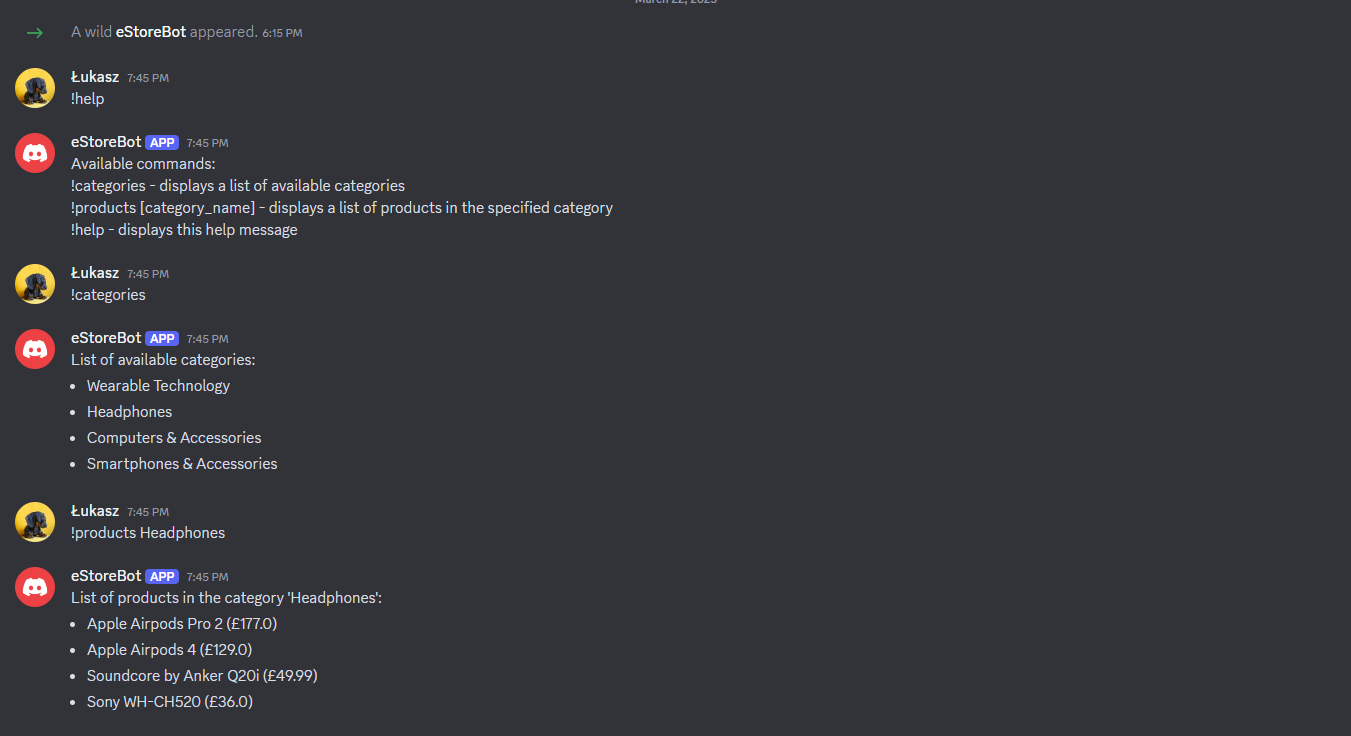 A wild eStoreBot appeared. 6:15 PM
Łukasz 7:45 PM
!help
eStoreBot APP 7:45 PM
Available commands:
!categories - displays a list of available categories
!products [category_name] - displays a list of products in the specified category
!help - displays this help message
Łukasz 7:45 PM
!categories
eStoreBot APP 7:45 PM
List of available categories:
• Wearable Technology
• Headphones
• Computers & Accessories
• Smartphones & Accessories
Łukasz 7:45 PM
!products Headphones
eStoreBot APP 7:45 PM
List of products in the category 'Headphones':
• Apple Airpods Pro 2 (£177.0)
• Apple Airpods 4 (£129.0)
• Soundcore by Anker Q20i (£49.99)
• Sony WH-CH520 (£36.0)